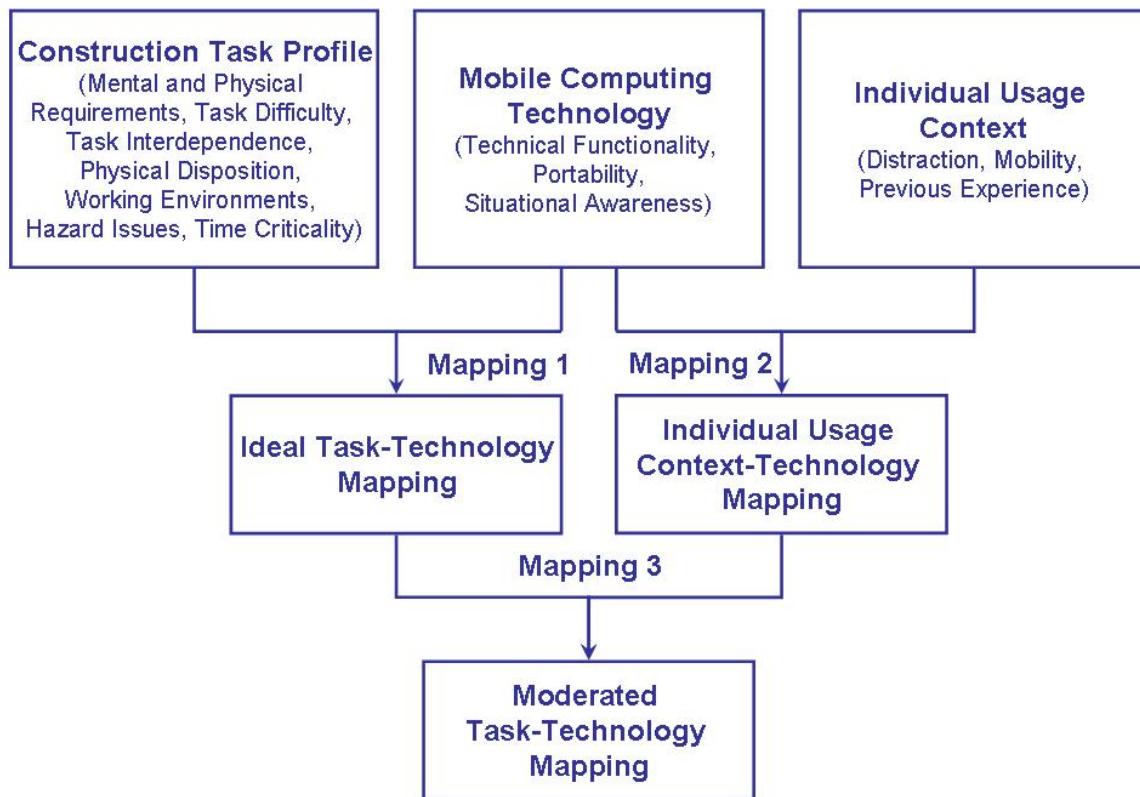 Construction Task Profile
(Mental and Physical
Requirements, Task Difficulty,
Task Interdependence,
Physical Disposition,
Working Environments,
Hazard Issues, Time Criticality)
Mobile Computing
Technology
(Technical Functionality,
Portability,
Situational Awareness)
Individual Usage
Context
(Distraction, Mobility,
Previous Experience)
Mapping 1
Mapping 2
Ideal Task-Technology
Mapping
Individual Usage
Context-Technology
Mapping
Mapping 3
Moderated
Task-Technology
Mapping